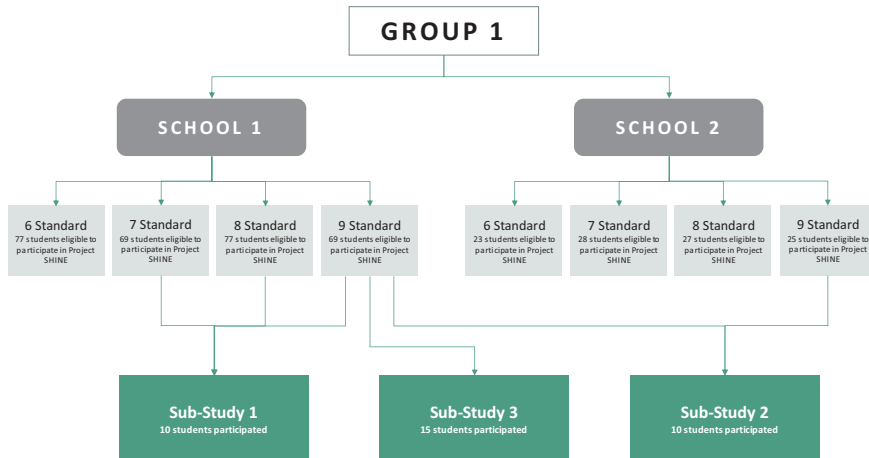 GROUP 1
SCHOOL 1
SCHOOL 2
6 Standard
77 students eligible to
participate in Project
SHINE
7 Standard
69 students eligible to
participate in Project
SHINE
8 Standard
77 students eligible to
participate in Project
SHINE
9 Standard
69 students eligible to
participate in Project
SHINE
6 Standard
23 students eligible to
participate in Project
SHINE
7 Standard
28 students eligible to
participate in Project
SHINE
8 Standard
27 students eligible to
participate in Project
SHINE
9 Standard
25 students eligible to
participate in Project
SHINE
Sub-Study 1
10 students participated
Sub-Study 3
15 students participated
Sub-Study 2
10 students participated